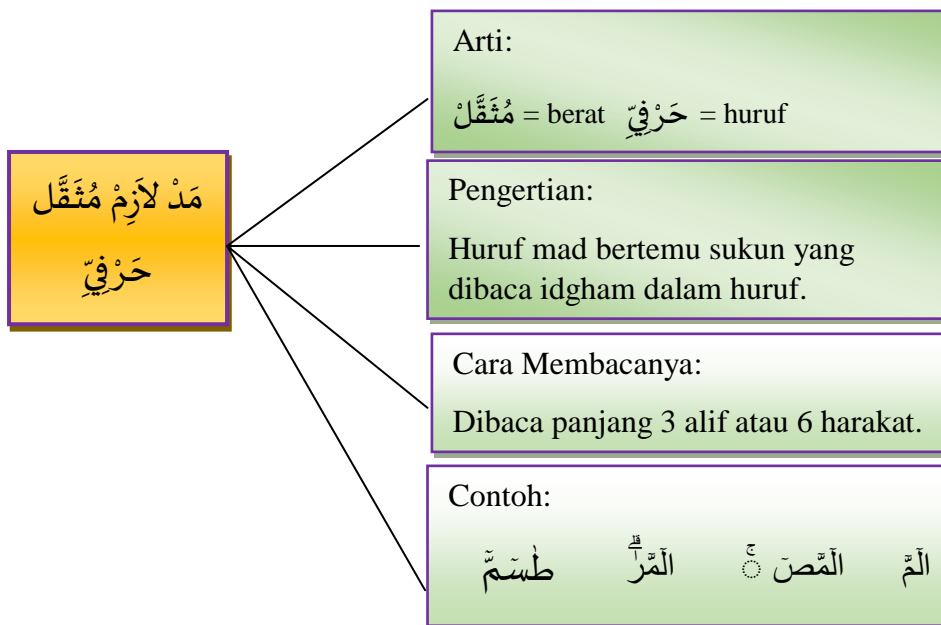 مَدْ لاَزِمْ مُثَقَّل
حَرْفِيِّ
Arti:
مُثَقَّلْ = berat حَرْفِيِّ = huruf
Pengertian:
Huruf mad bertemu sukun yang
dibaca idgham dalam huruf.
Cara Membacanya:
Dibaca panjang 3 alif atau 6 harakat.
Contoh:
الٓمَّ الٓمَّصٓ ۚ الٓمَّرٰۗ طٰسٓمَّٓ